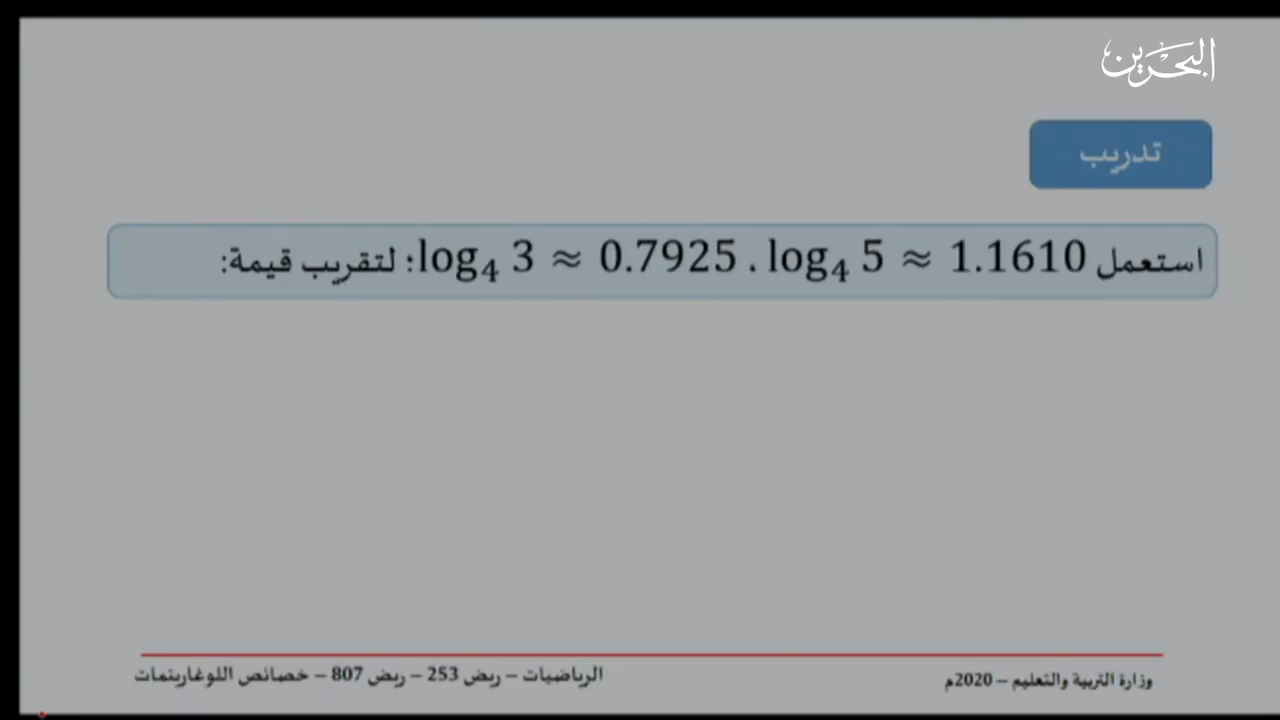 البحرين
تدريب
استعمل log₄ 3 ≈ 0.7925 . log₄ 5 ≈ 1.1610؛ لتقريب قيمة:
وزارة التربية والتعليم – 2020م
الرياضيات – ريض 253 – ريض 807 – خصائص اللوغاريتمات